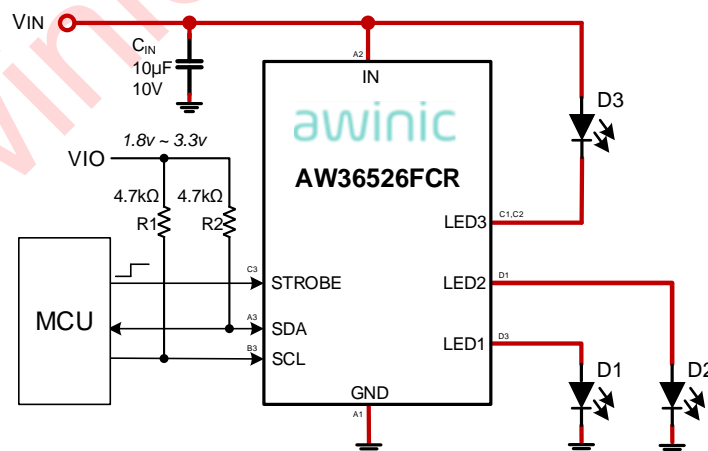 VIN
A2
CIN
10μF
10V
IN
D3
awinic
1.8v ~ 3.3v
VIO
AW36526FCR
4.7kΩ 4.7kΩ
R1 R2
LED3
C1,C2
MCU
C3
STROBE
LED2
D1
A3
SDA
B3
SCL
LED1
D3
D1
D2
GND
A1